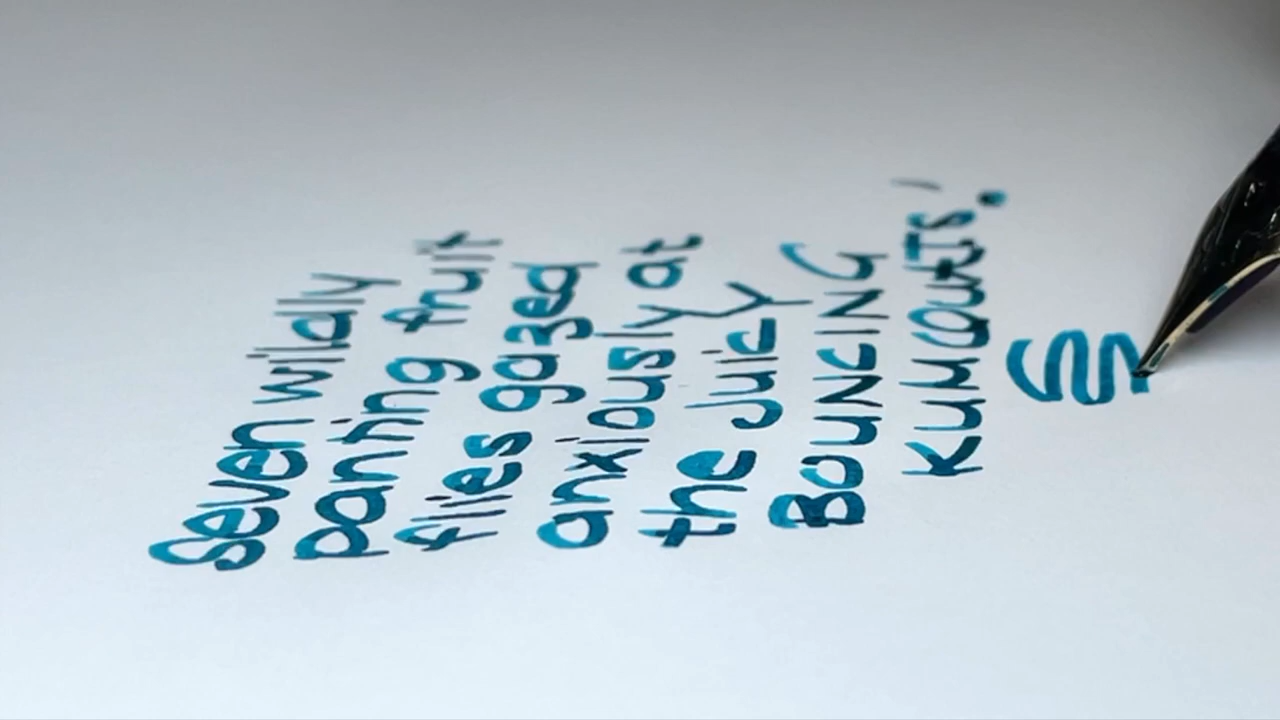 Seven wildly
panting fruit
flies gazed
anxiously at
the Juicy
BOUNCING
KUMQUATS!